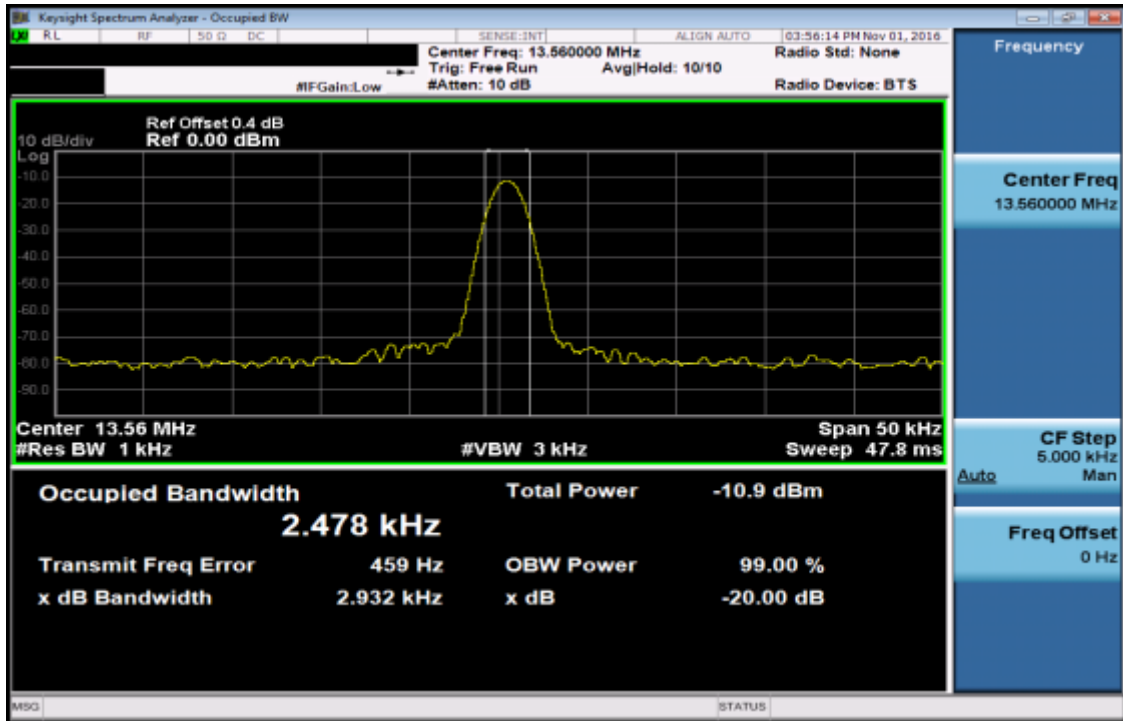 Keysight Spectrum Analyzer - Occupied BW
RL RF 50 Ω DC SENSE:INT ALIGN AUTO 03:56:14 PM Nov 01, 2016
Center Freq: 13.560000 MHz Radio Std: None
Trig: Free Run Avg|Hold: 10/10
#IFGain:Low #Atten: 10 dB Radio Device: BTS
Frequency
Ref Offset 0.4 dB
10 dB/div Ref 0.00 dBm
Log
-10.0
-20.0
-30.0
-40.0
-50.0
-60.0
-70.0
-80.0
-90.0
Center 13.56 MHz Span 50 kHz
#Res BW 1 kHz #VBW 3 kHz Sweep 47.8 ms
Occupied Bandwidth Total Power -10.9 dBm
2.478 kHz
Transmit Freq Error 459 Hz OBW Power 99.00 %
x dB Bandwidth 2.932 kHz x dB -20.00 dB
Center Freq
13.560000 MHz
CF Step
5.000 kHz
Auto Man
Freq Offset
0 Hz
MSG STATUS